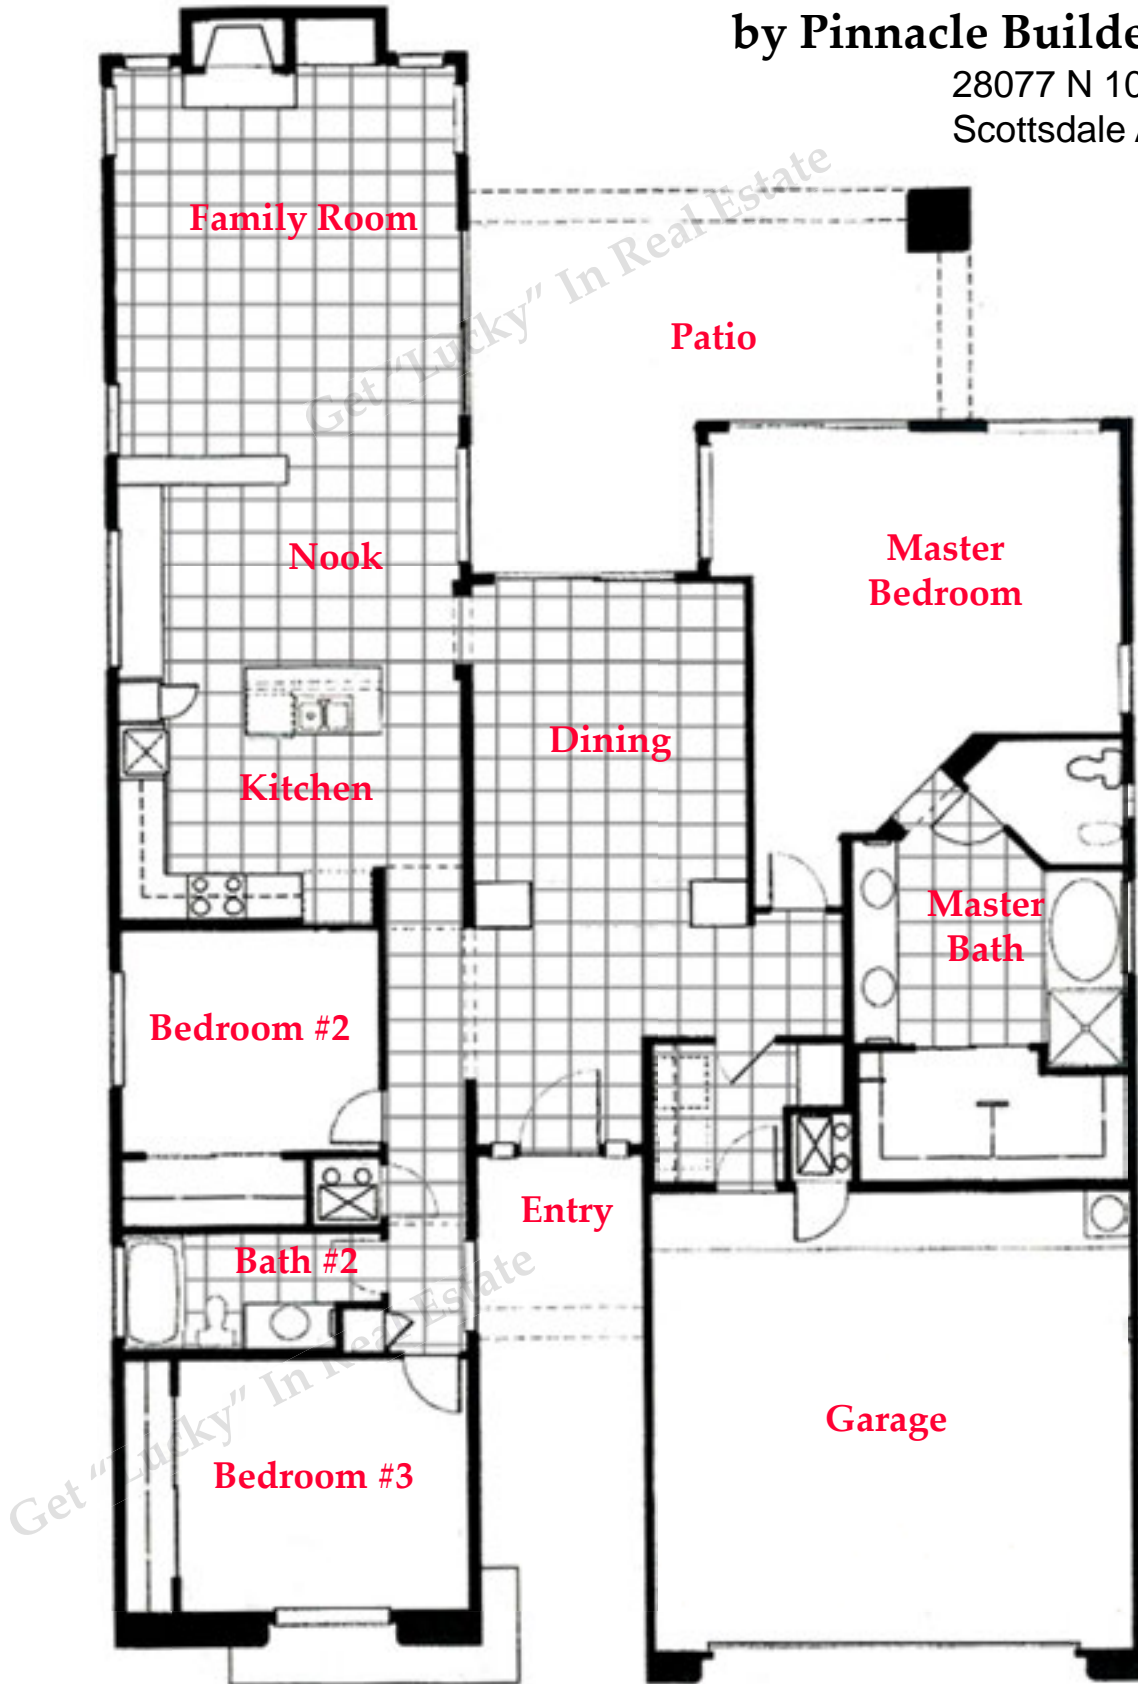 by Pinnacle Builde
28077 N 10
Scottsdale
Family Room
Get "Lucky" In Real Estate
Patio
Nook
Master
Bedroom
Dining
Kitchen
Master
Bath
Bedroom #2
Entry
Bath #2
Get "Lucky" In Real Estate
Garage
Bedroom #3